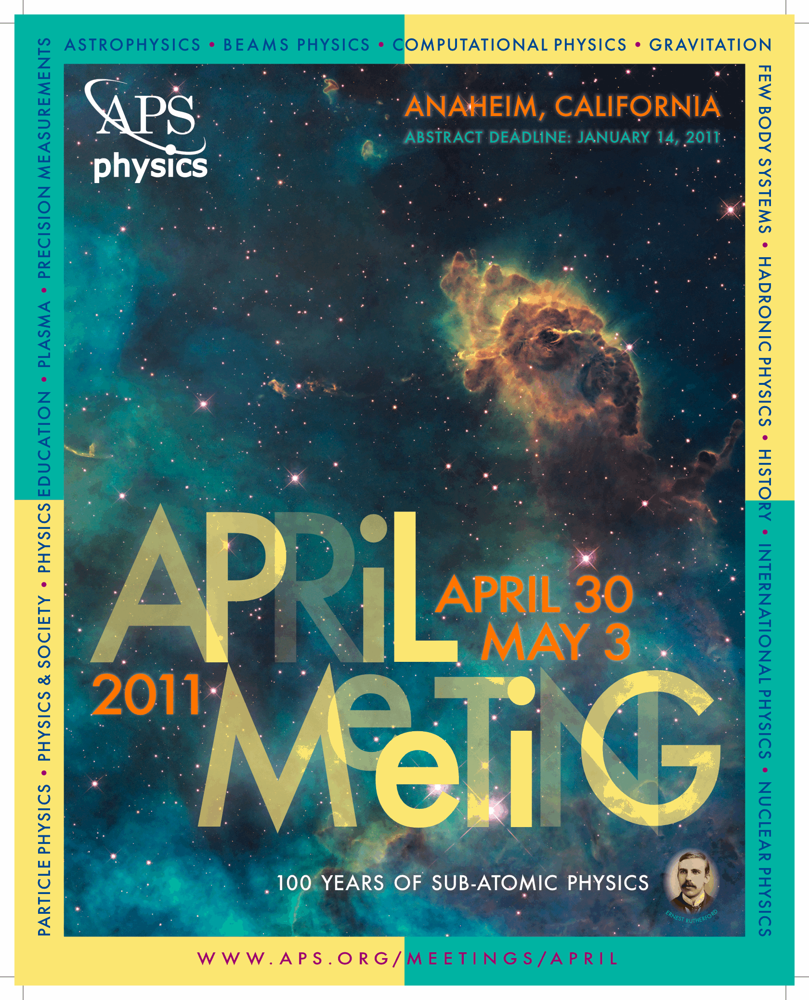 ASTROPHYSICS • BEAMS PHYSICS • COMPUTATIONAL PHYSICS • GRAVITATION
FEW BODY SYSTEMS • HADRONIC PHYSICS • HISTORY • INTERNATIONAL PHYSICS • NUCLEAR PHYSICS
PARTICLE PHYSICS • PHYSICS & SOCIETY • PHYSICS EDUCATION • PLASMA • PRECISION MEASUREMENTS
APS
physics
ANAHEIM, CALIFORNIA
ABSTRACT DEADLINE: JANUARY 14, 2011
APRiL
APRIL 30
MAY 3
2011
MeeTiNG
100 YEARS OF SUB-ATOMIC PHYSICS
ERNEST RUTHERFORD
WWW.APS.ORG/MEETINGS/APRIL